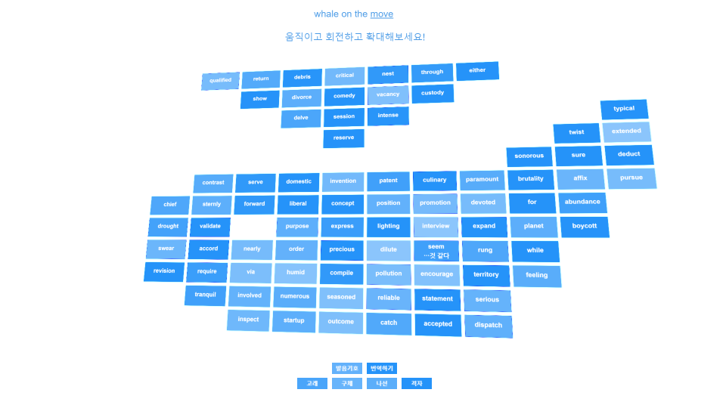 whale on the move
움직이고 회전하고 확대해보세요!
qualified return debris critical nest through either
show divorce comedy vacancy custody
delve session intense
reserve
typical
twist extended
sonorous sure deduct
contrast serve domestic invention patent culinary paramount brutality affix pursue
chief sternly forward liberal concept position promotion devoted for abundance
drought validate purpose express lighting interview expand planet boycott
swear accord nearly order precious dilute seem rung while
…것 같다
revision require via humid compile pollution encourage territory feeling
tranquil involved numerous seasoned reliable statement serious
inspect startup outcome catch accepted dispatch
발음기호 번역하기
고래 구체 나선 격자